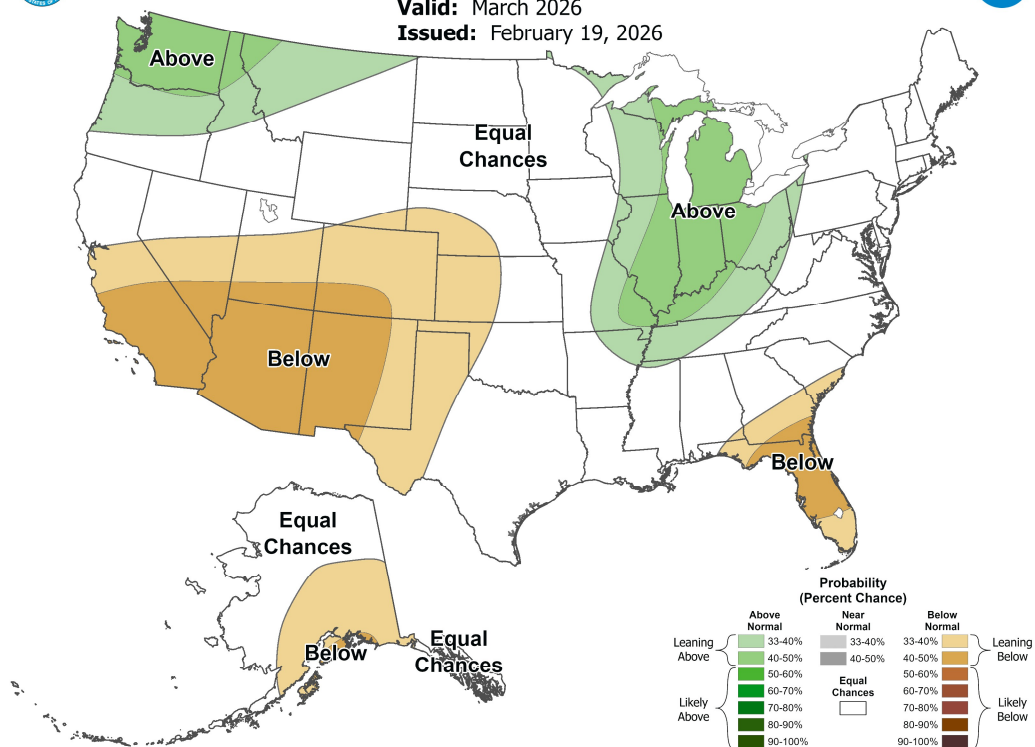 Valid: March 2026
Issued: February 19, 2026
Above
Equal
Chances
Above
Below
Below
Equal
Chances
Below
Equal
Chances
Probability
(Percent Chance)
Above
Normal
Near
Normal
Below
Normal
Leaning
Above
33-40%
33-40%
33-40%
Leaning
Below
40-50%
40-50%
40-50%
Equal
Chances
Likely
Above
50-60%
50-60%
Likely
Below
60-70%
60-70%
70-80%
70-80%
80-90%
80-90%
90-100%
90-100%